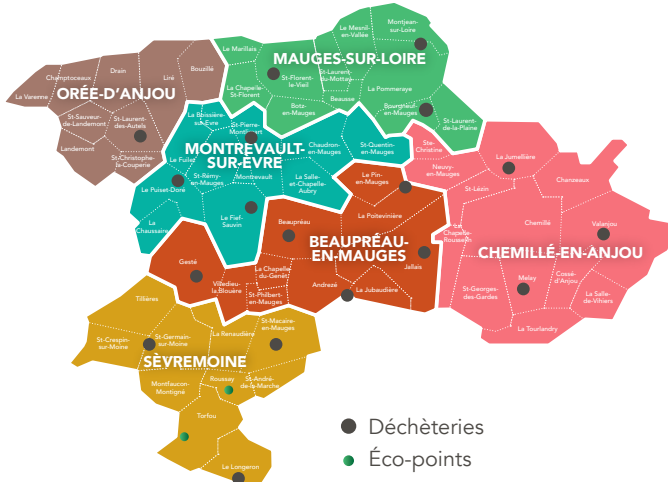 Le Mesnil-
en-Vallée
Montjean-
sur-Loire
Le Marillais
MAUGES-SUR-LOIRE
St-Florent-
le-Vieil
St-Laurent-
du-Mottay
La Chapelle-
St-Florent
Botz-
en-Mauges
Beausse
La Pommeraye
Bourgneuf-
en-Mauges
St-Laurent-
de-la-Plaine
La Varenne
Champtoceaux
Drain
Liré
Bouzillé
ORÉE-D'ANJOU
St-Sauveur-
de-Landemont
St-Laurent-
des-Autels
Landemont
St-Christophe-
la-Couperie
La Boissière-
sur-Èvre
St-Pierre-
Montlimart
MONTREVAULT-
SUR-ÈVRE
Chaudron-
en-Mauges
St-Quentin-
en-Mauges
Le Fuilet
St-Rémy-
en-Mauges
Montrevault
La Salle-
et-Chapelle-
Aubry
Le Puiset-Doré
La
Chaussaire
Le Fief-
Sauvin
Le Pin-
en-Mauges
Beaupréau
La Poitevinière
BEAUPRÉAU-
EN-MAUGES
Jallais
Gesté
Villedieu-
la-Blouère
La Chapelle-
du-Genêt
St-Philbert-
en-Mauges
Andrezé
La Jubaudière
Ste-
Christine
Neuvy-
en-Mauges
La Jumellière
St-Lézin
Chanzeaux
La
Chapelle-
Rousselin
Chemillé
Valanjou
CHEMILLÉ-EN-ANJOU
St-Georges-
des-Gardes
Melay
Cossé-
d'Anjou
La Salle-
de-Vihiers
La Tourlandry
Tillières
St-Crespin-
sur-Moine
St-Germain-
sur-Moine
La Renaudière
St-Macaire-
en-Mauges
SÈVREMOINE
Montfaucon-
Montigné
Roussay
St-André-
de-la-Marche
Torfou
Le Longeron
Déchèteries
Éco-points